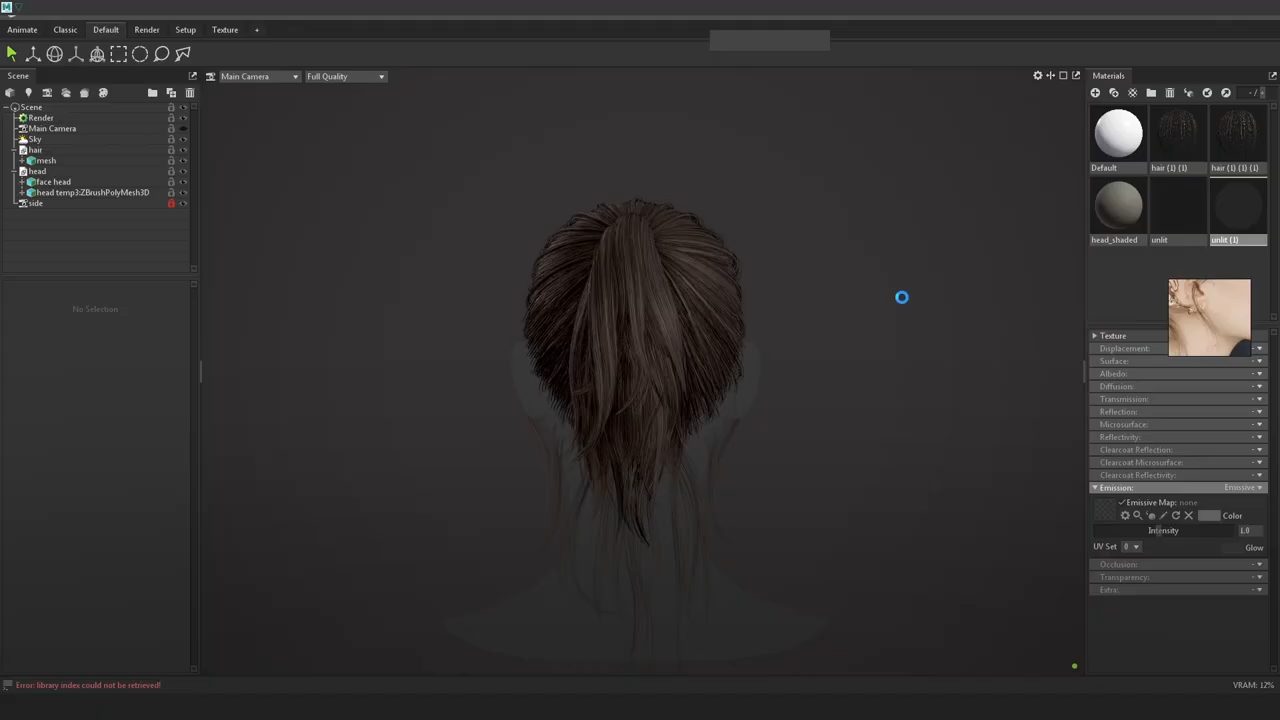 Animate Classic Default Render Setup Texture +
Scene
Main Camera Full Quality
Materials
- /
Scene
Render
Main Camera
Sky
hair
mesh
head
face head
head temp3:ZBrushPolyMesh3D
side
No Selection
Default hair (1) (1) hair (1) (1) (1)
head_shaded unlit unlit (1)
Texture
Displacement: -
Surface: -
Albedo: -
Diffusion: -
Transmission: -
Reflection: -
Microsurface: -
Reflectivity: -
Clearcoat Reflection: -
Clearcoat Microsurface: -
Clearcoat Reflectivity: -
Emission: Emissive
Emissive Map: none
Color
Intensity 1.0
UV Set 0 Glow
Occlusion: -
Transparency: -
Extra: -
Error: library index could not be retrieved!
VRAM: 12%